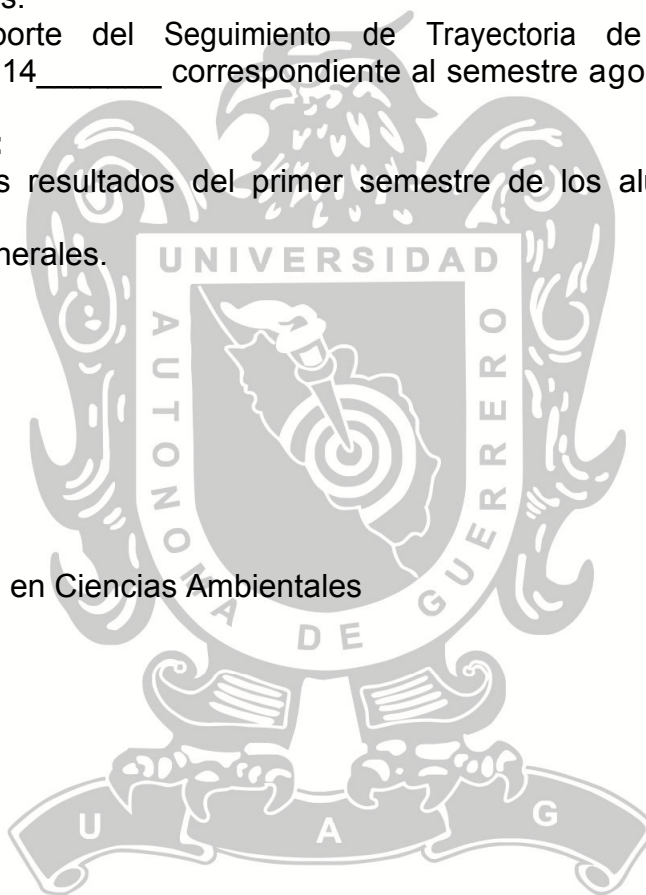 s.
porte del Seguimiento de Trayectoria de
14_______ correspondiente al semestre ago
:
s resultados del primer semestre de los al
nerales.
UNIVERSIDAD
AUTONOMA DE GUERRERO
en Ciencias Ambientales
U A G